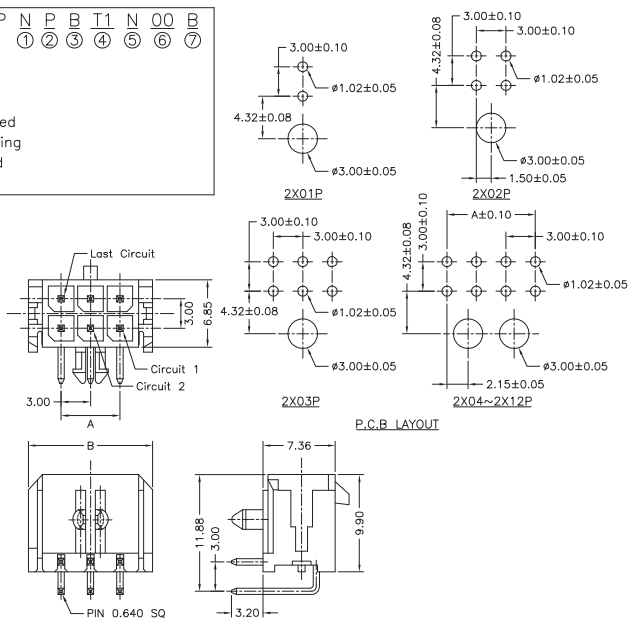 P N P B T1 N 00 B
① ② ③ ④ ⑤ ⑥ ⑦
ed
ing
d
3.00±0.10
ø1.02±0.05
4.32±0.08
ø3.00±0.05
2X01P
4.32±0.08
3.00±0.10
ø1.02±0.05
ø3.00±0.05
1.50±0.05
2X02P
3.00±0.10
3.00±0.10
ø1.02±0.05
4.32±0.08
ø3.00±0.05
2X03P
4.32±0.08
3.00±0.10
A±0.10
3.00±0.10
ø1.02±0.05
ø3.00±0.05
2.15±0.05
2X04~2X12P
P.C.B LAYOUT
Last Circuit
3.00
6.85
Circuit 1
Circuit 2
3.00
A
B
PIN 0.640 SQ
7.36
11.88
3.00
9.90
3.20